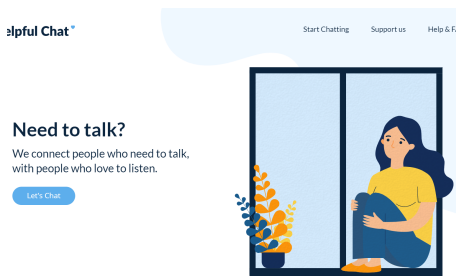 elpful Chat
Start Chatting
Support us
Help & FA
Need to talk?
We connect people who need to talk,
with people who love to listen.
Let's Chat